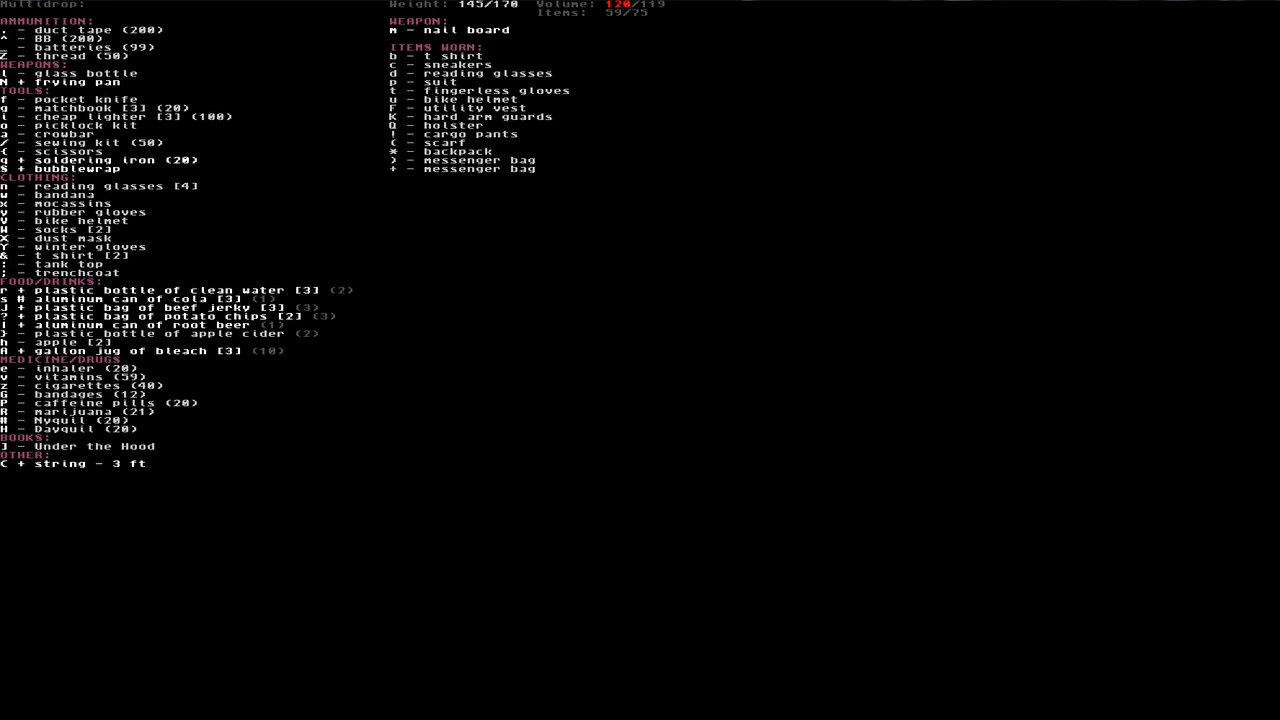 Multidrop:
Weight: 145/170 Volume: 120/119
Items: 59/75
AMMUNITION:
. - duct tape (200)
^ - BB (200)
_ - batteries (99)
Z - thread (50)
WEAPONS:
l - glass bottle
N + frying pan
TOOLS:
f - pocket knife
g - matchbook [3] (20)
i - cheap lighter [3] (100)
o - picklock kit
a - crowbar
/ - sewing kit (50)
{ - scissors
q + soldering iron (20)
S + bubblewrap
CLOTHING:
n - reading glasses [4]
w - bandana
x - mocassins
y - rubber gloves
V - bike helmet
W - socks [2]
X - dust mask
Y - winter gloves
& - t shirt [2]
: - tank top
; - trenchcoat
FOOD/DRINKS:
r + plastic bottle of clean water [3] (2)
s # aluminum can of cola [3] (1)
J + plastic bag of beef jerky [3] (3)
? + plastic bag of potato chips [2] (3)
| + aluminum can of root beer (1)
} - plastic bottle of apple cider (2)
h - apple [2]
A + gallon jug of bleach [3] (10)
MEDICINE/DRUGS
e - inhaler (20)
v - vitamins (59)
z - cigarettes (40)
G - bandages (12)
P - caffeine pills (20)
R - marijuana (21)
# - Nyquil (20)
H - Dayquil (20)
BOOKS:
] - Under the Hood
OTHER:
C + string - 3 ft
WEAPON:
m - nail board
ITEMS WORN:
b - t shirt
c - sneakers
d - reading glasses
p - suit
t - fingerless gloves
u - bike helmet
F - utility vest
K - hard arm guards
Q - holster
! - cargo pants
( - scarf
* - backpack
) - messenger bag
+ - messenger bag